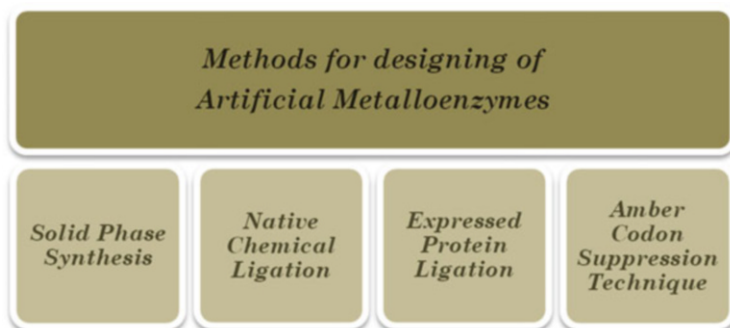 Methods for designing of
Artificial Metalloenzymes
Solid Phase
Synthesis
Native
Chemical
Ligation
Expressed
Protein
Ligation
Amber
Codon
Suppression
Technique